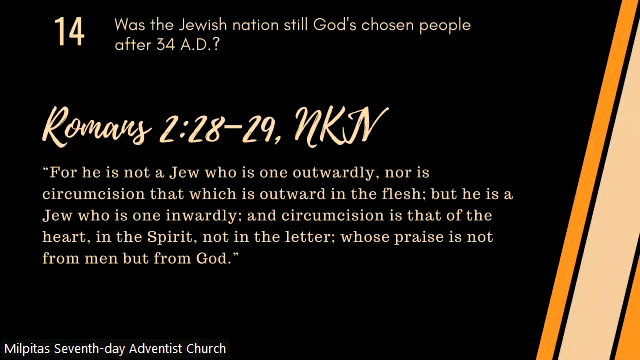 14
Was the Jewish nation still God's chosen people
after 34 A.D.?
Romans 2:28–29, NKJV
“For he is not a Jew who is one outwardly, nor is
circumcision that which is outward in the flesh; but he is a
Jew who is one inwardly; and circumcision is that of the
heart, in the Spirit, not in the letter; whose praise is not
from men but from God.”
Milpitas Seventh-day Adventist Church